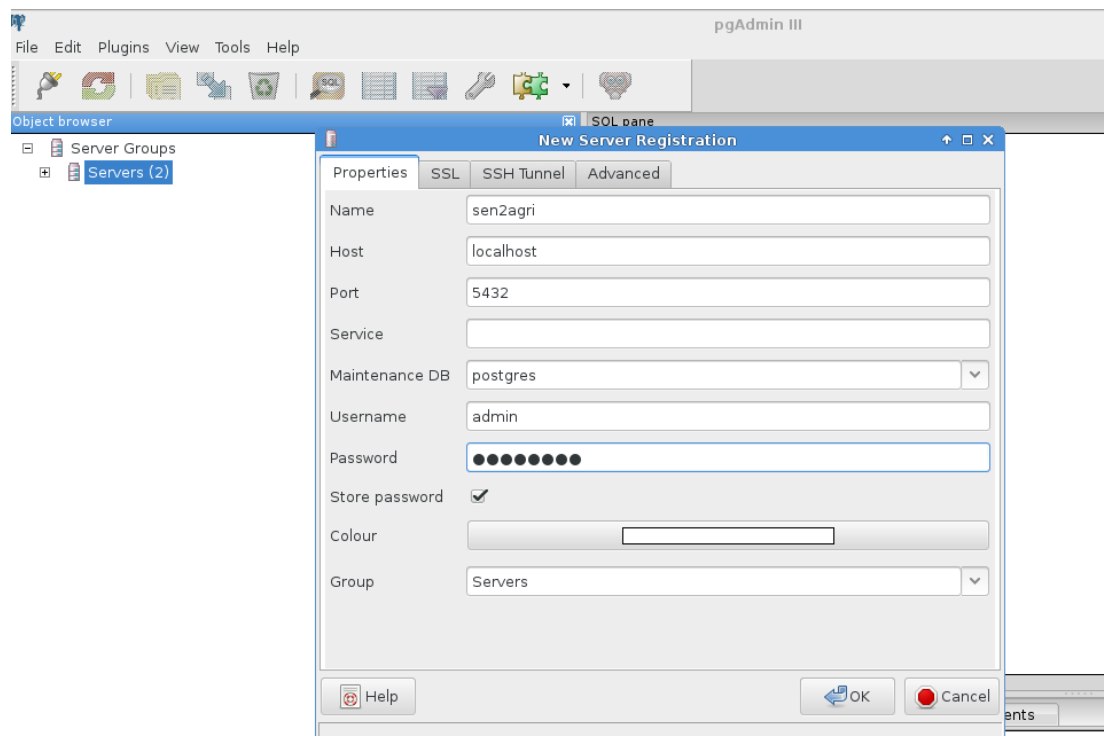 pgAdmin III
File Edit Plugins View Tools Help
SQL
Object browser
SQL pane
Server Groups
Servers (2)
New Server Registration
Properties SSL SSH Tunnel Advanced
Name sen2agri
Host localhost
Port 5432
Service
Maintenance DB postgres
Username admin
Password ●●●●●●●●
Store password
Colour
Group Servers
Help OK Cancel
ents